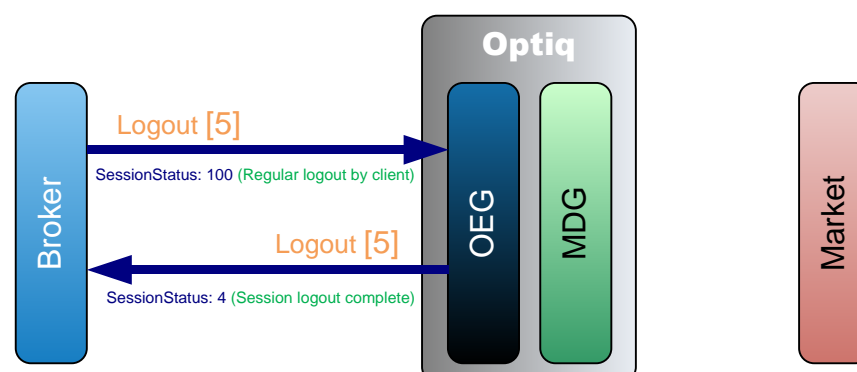 Optiq
Logout [5]
SessionStatus: 100 (Regular logout by client)
Broker
OEG
MDG
Market
Logout [5]
SessionStatus: 4 (Session logout complete)